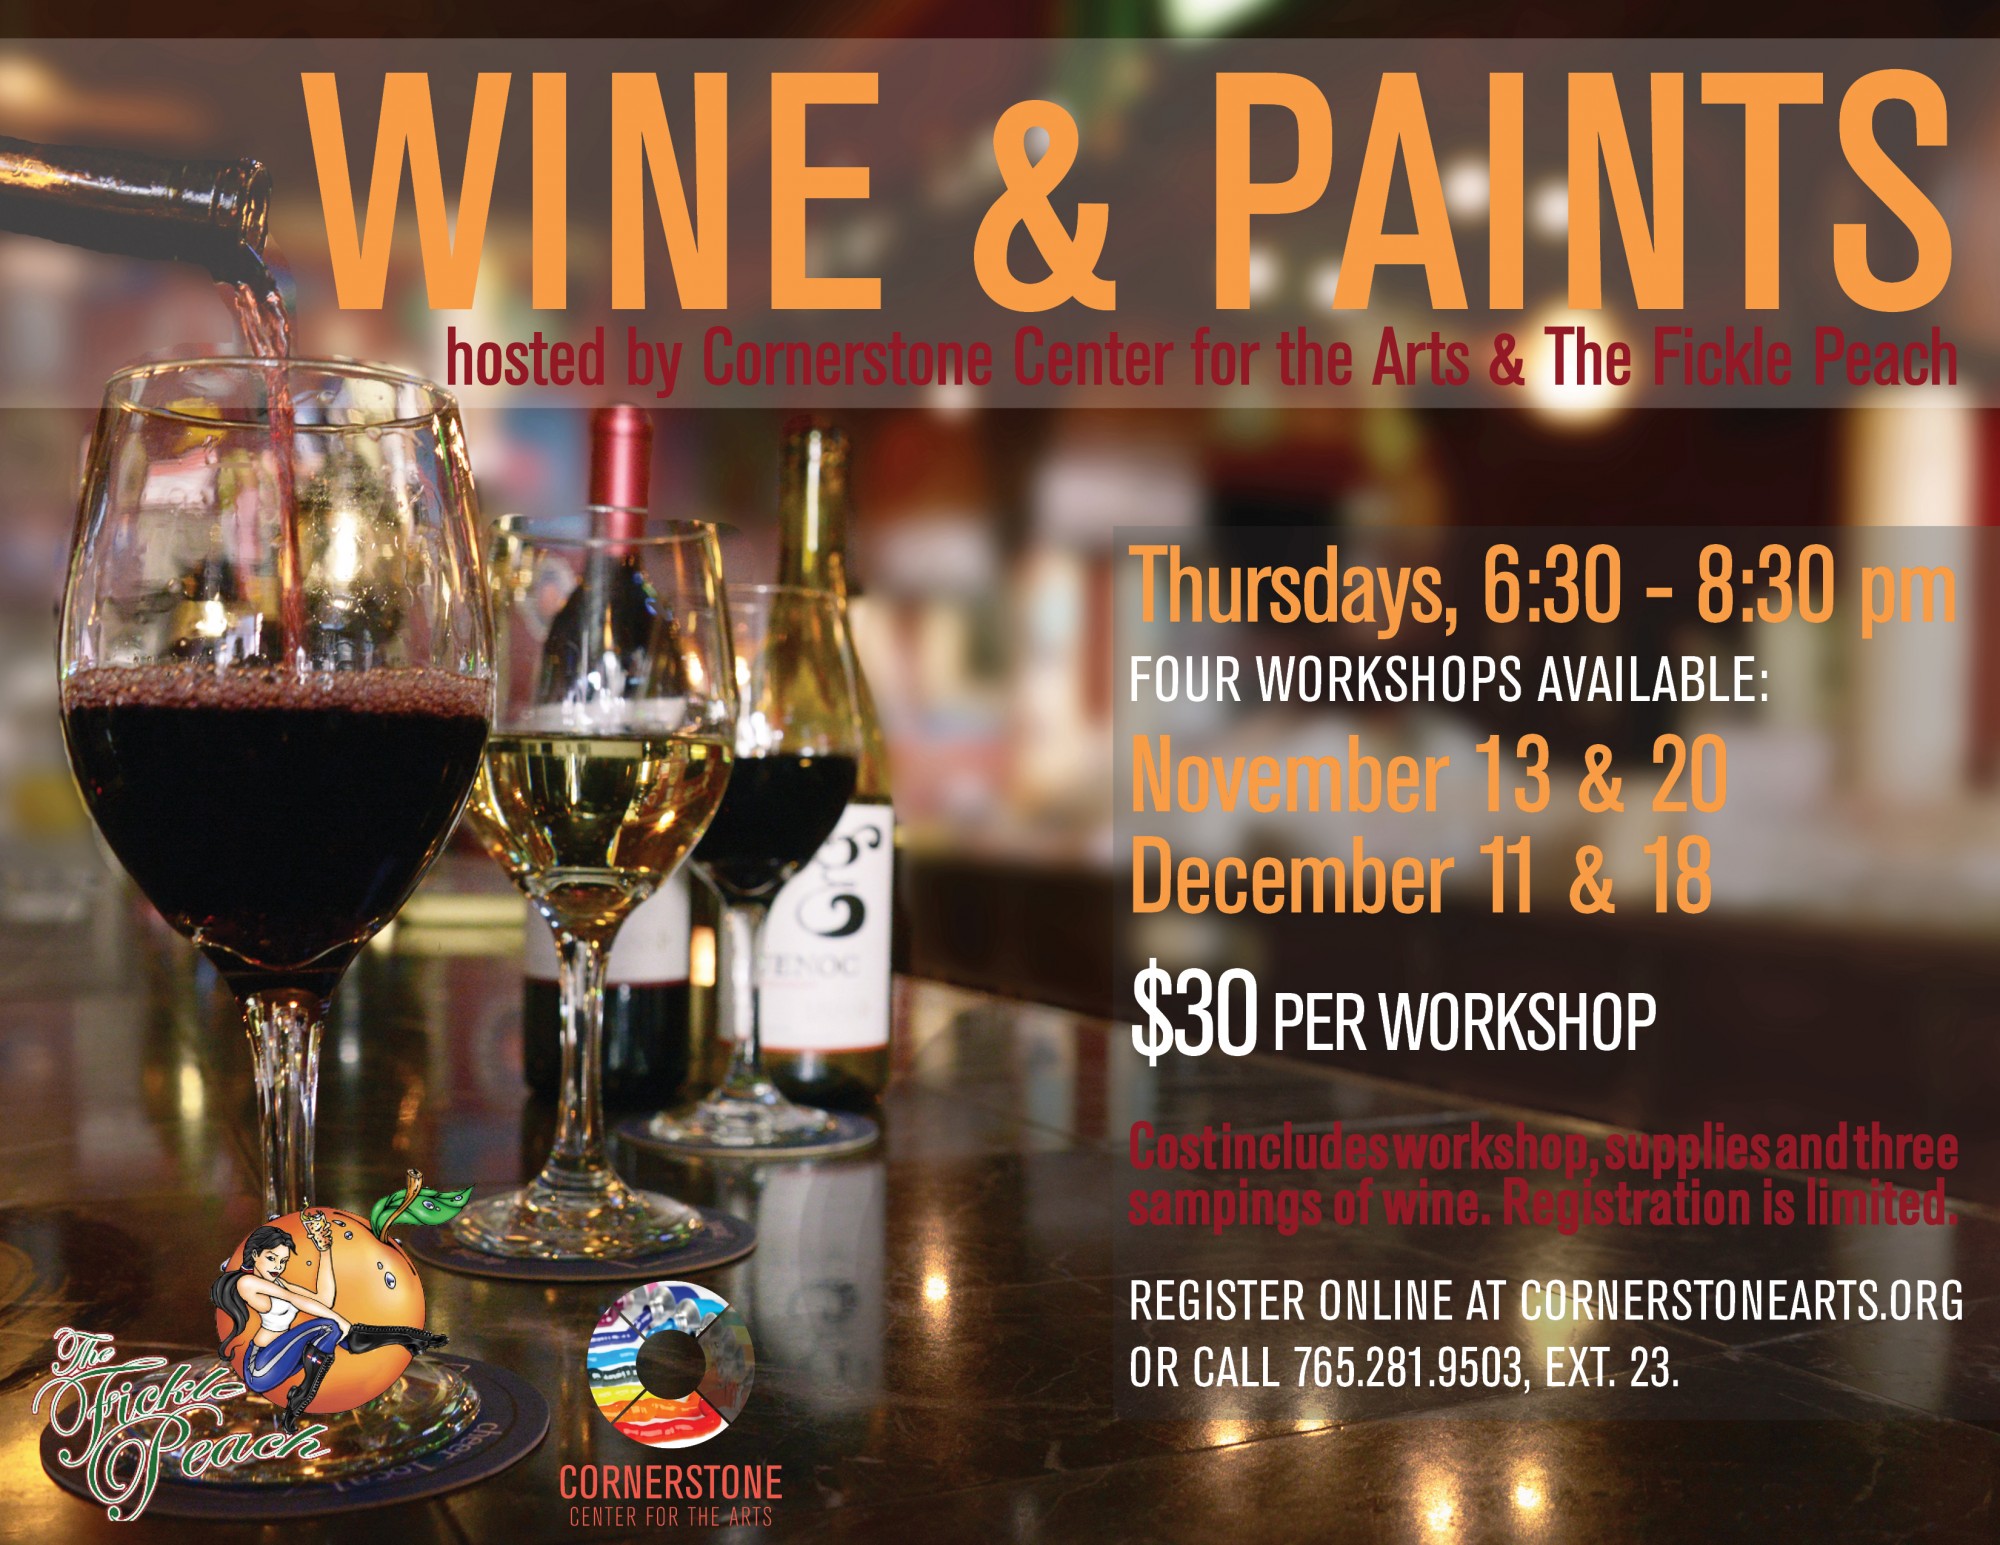 WINE & PAINTS
hosted by Cornerstone Center for the Arts & The Fickle Peach
Thursdays, 6:30 - 8:30 pm
FOUR WORKSHOPS AVAILABLE:
November 13 & 20
December 11 & 18
$30 PER WORKSHOP
Cost includes workshop, supplies and three
sampings of wine. Registration is limited.
REGISTER ONLINE AT CORNERSTONEARTS.ORG
OR CALL 765.281.9503, EXT. 23.
The
Fickle
Peach
CORNERSTONE
CENTER FOR THE ARTS